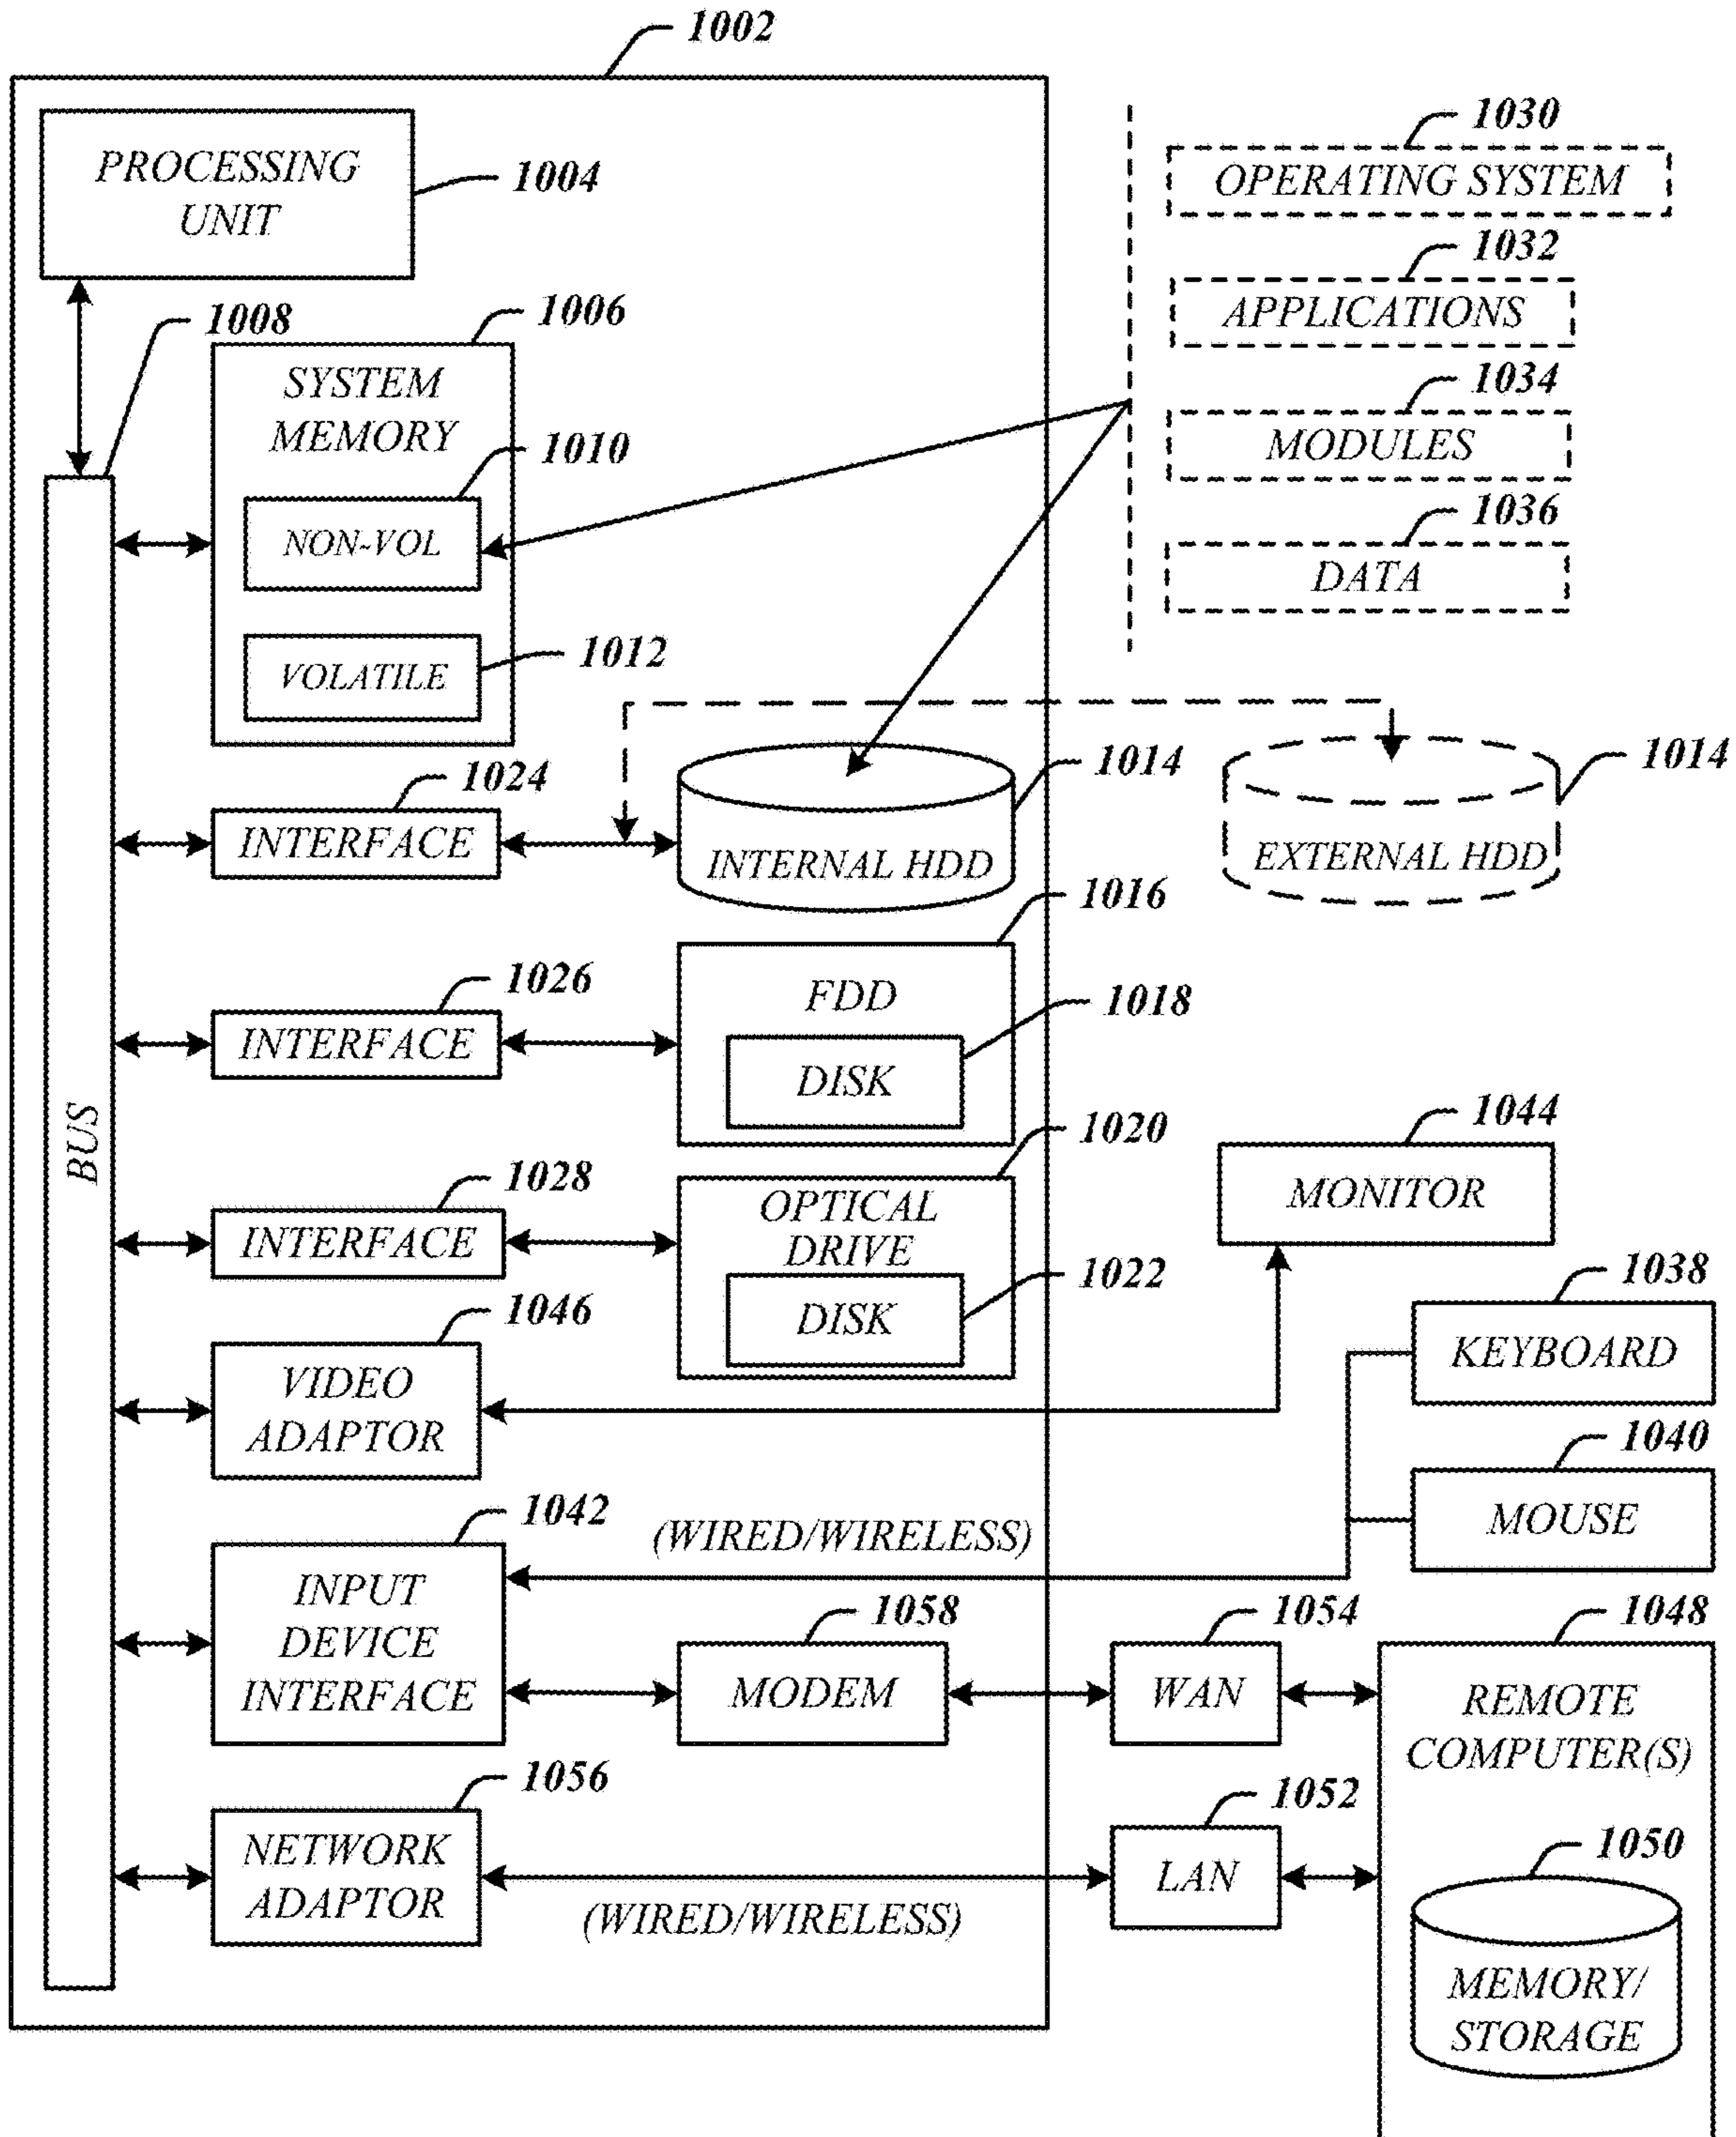 1002
PROCESSING
UNIT
1004
1030
OPERATING SYSTEM
1032
APPLICATIONS
1034
MODULES
1036
DATA
1008
1006
SYSTEM
MEMORY
1010
NON-VOL
1012
VOLATILE
1024
INTERFACE
1014
INTERNAL HDD
1014
EXTERNAL HDD
1026
INTERFACE
1016
FDD
1018
DISK
BUS
1028
INTERFACE
1020
OPTICAL
DRIVE
1022
DISK
1044
MONITOR
1046
VIDEO
ADAPTOR
1038
KEYBOARD
1040
MOUSE
1042
INPUT
DEVICE
INTERFACE
(WIRED/WIRELESS)
1058
MODEM
1054
WAN
1048
REMOTE
COMPUTER(S)
1056
NETWORK
ADAPTOR
(WIRED/WIRELESS)
1052
LAN
1050
MEMORY/
STORAGE